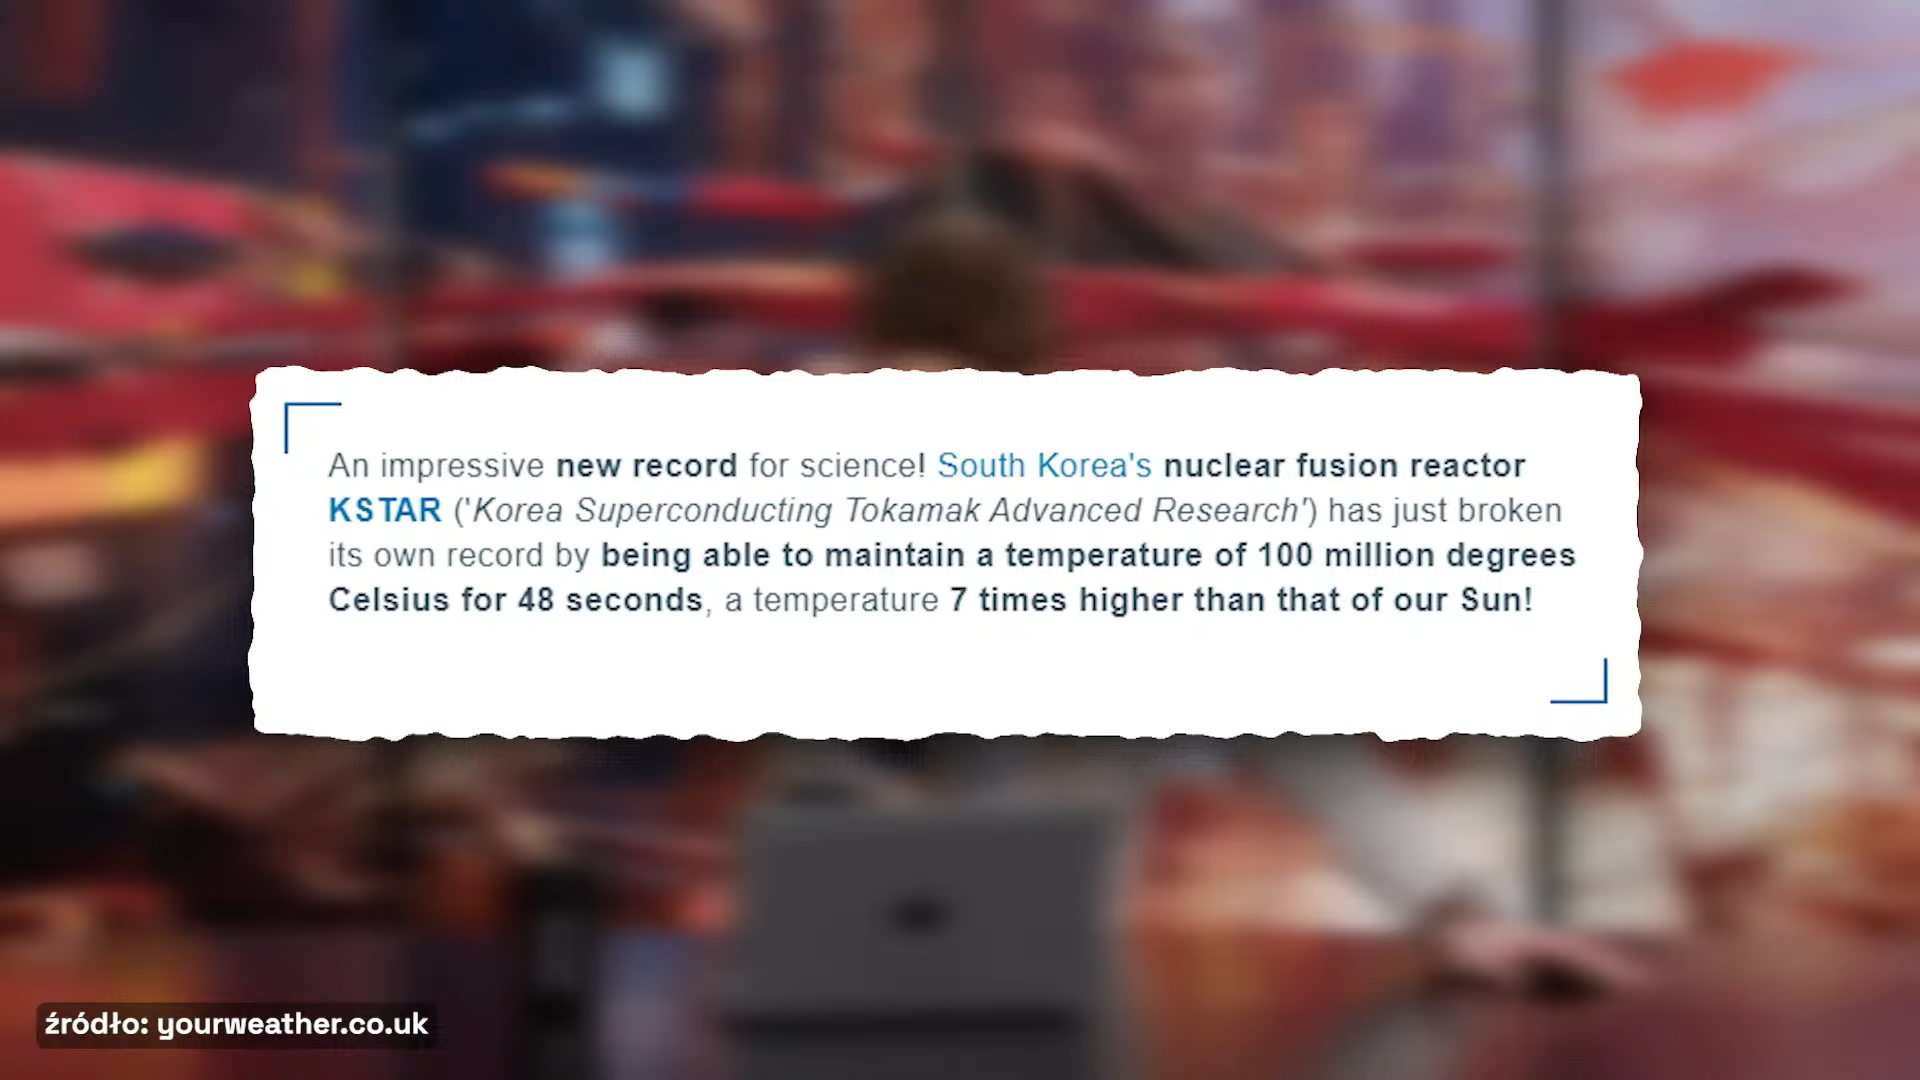 An impressive new record for science! South Korea's nuclear fusion reactor
KSTAR ('Korea Superconducting Tokamak Advanced Research') has just broken
its own record by being able to maintain a temperature of 100 million degrees
Celsius for 48 seconds, a temperature 7 times higher than that of our Sun!
źródło: yourweather.co.uk